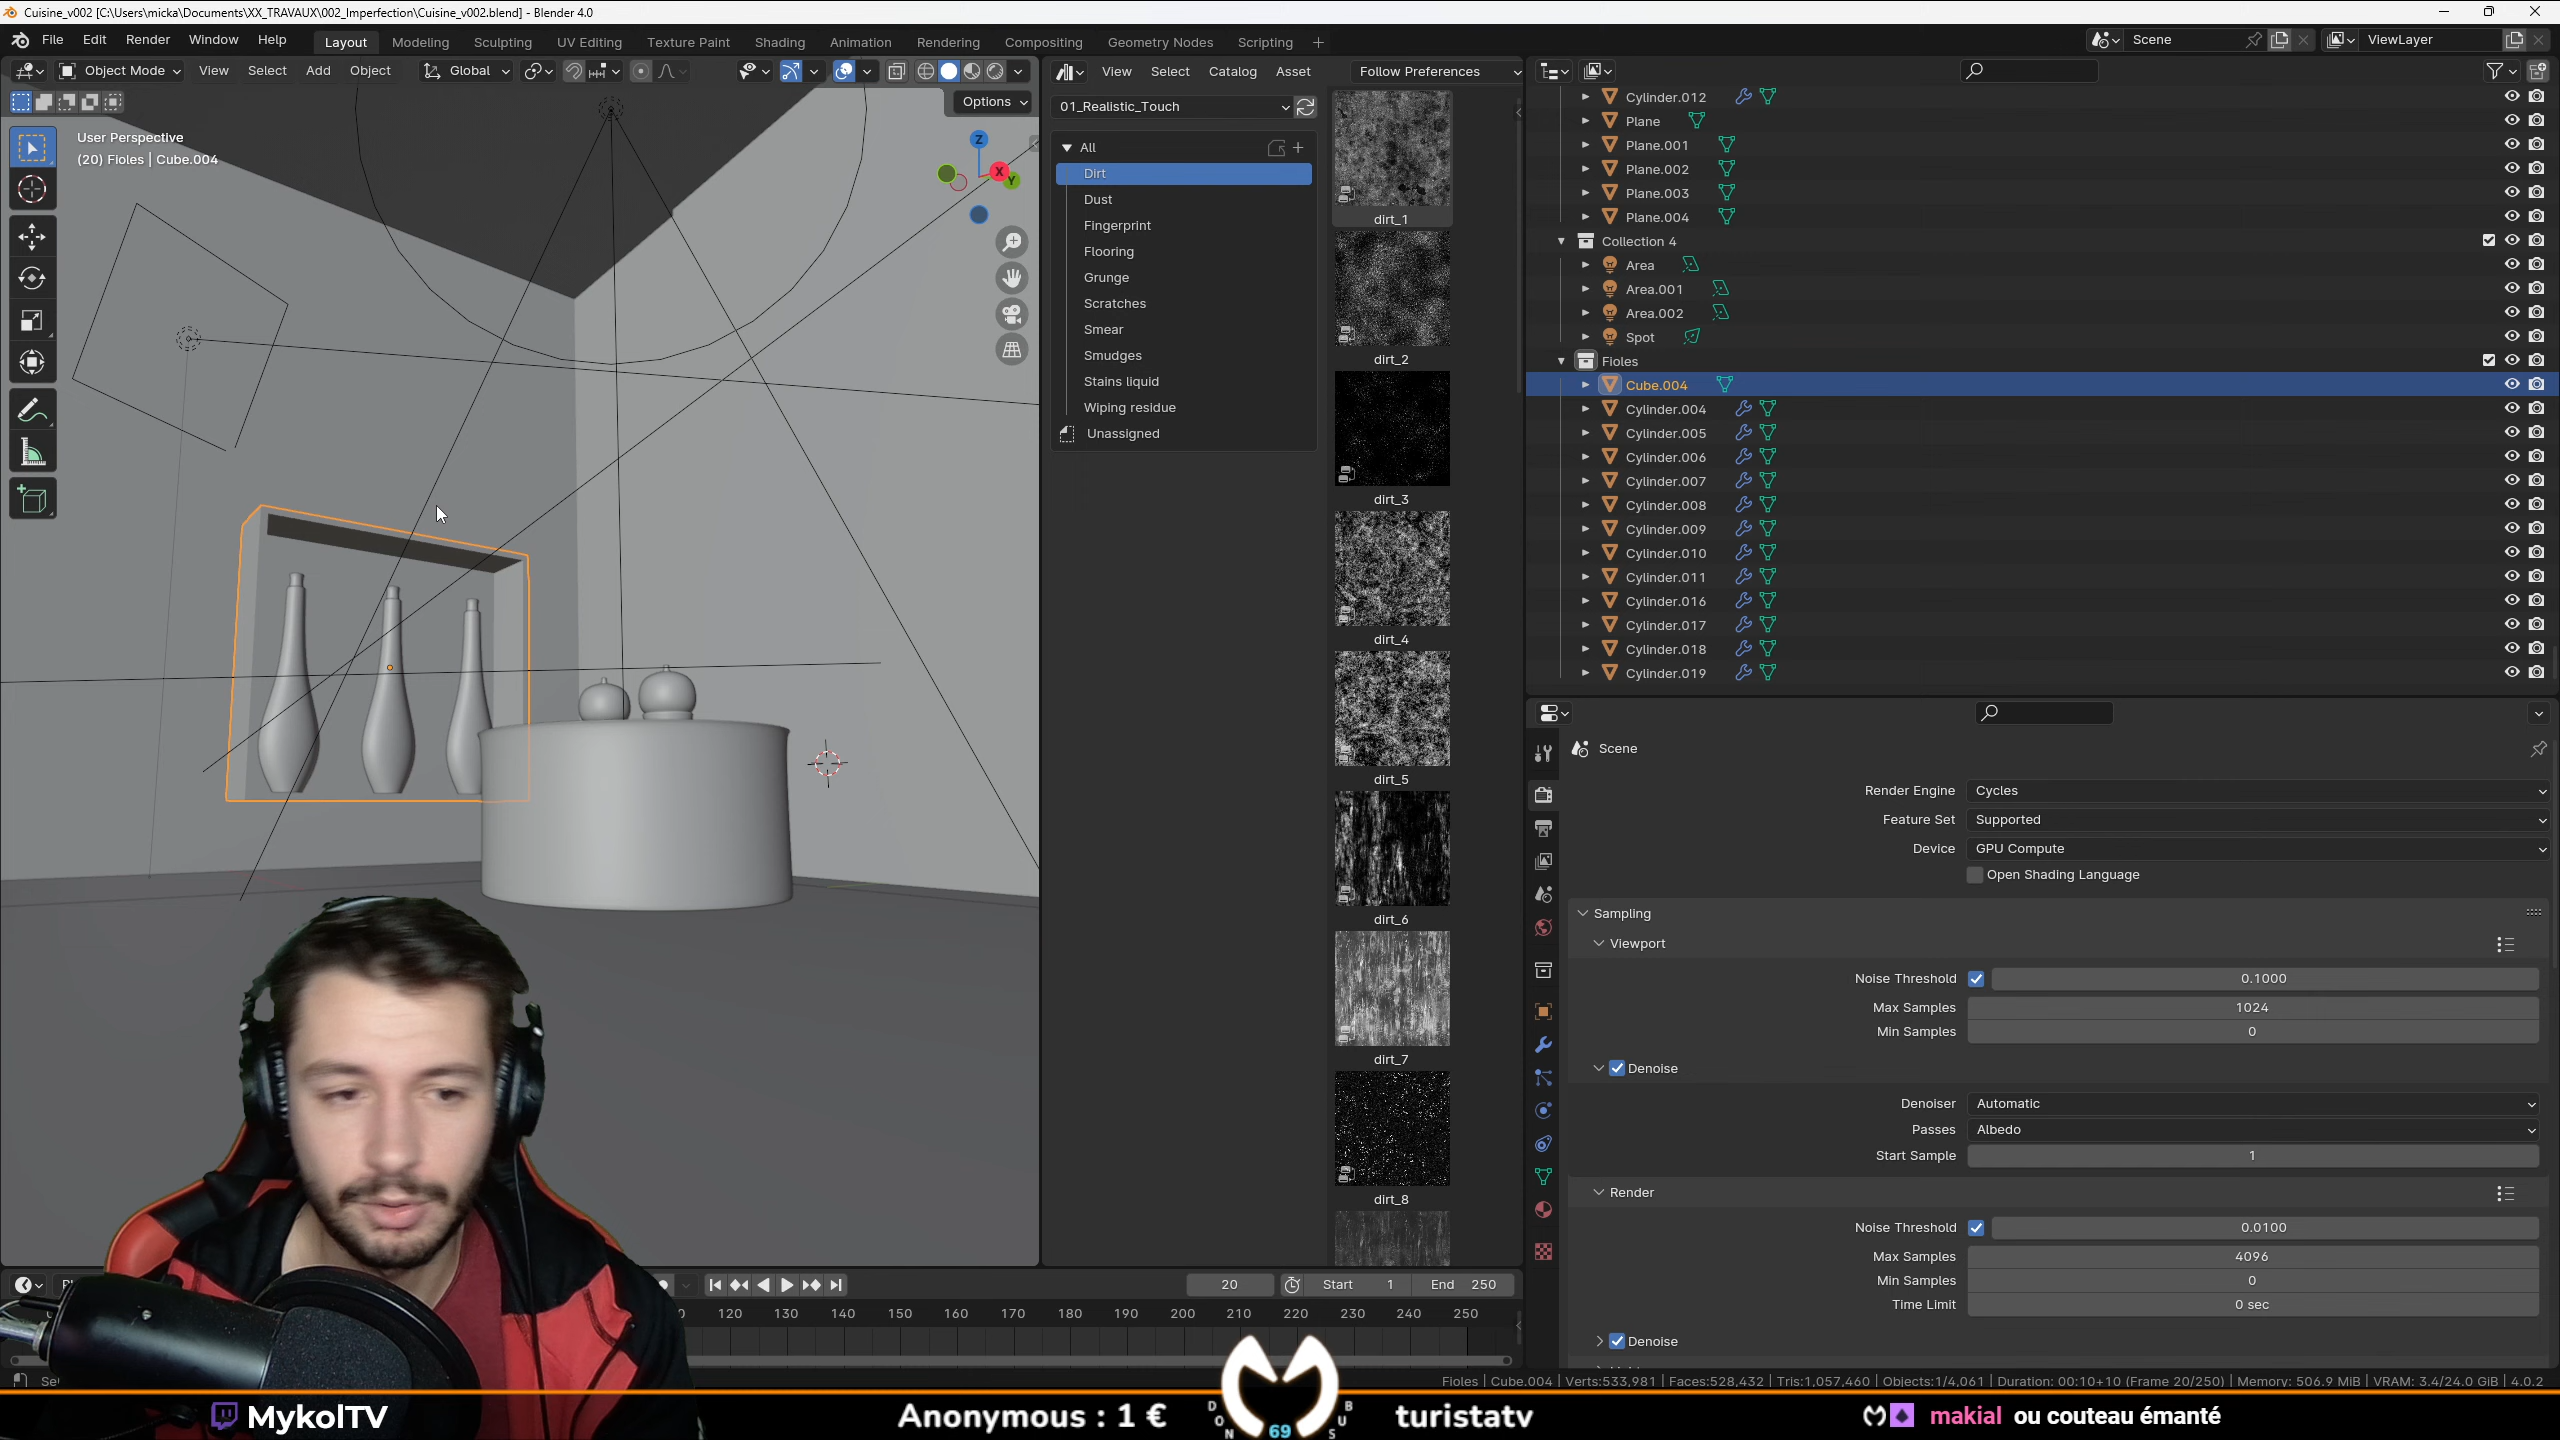 Cuisine_v002 [C:\Users\micka\Documents\XX_TRAVAUX\002_Imperfection\Cuisine_v002.blend] - Blender 4.0
File Edit Render Window Help Layout Modeling Sculpting UV Editing Texture Paint Shading Animation Rendering Compositing Geometry Nodes Scripting + Scene ViewLayer
Object Mode View Select Add Object Global
Options
User Perspective
(20) Fioles | Cube.004
Z
X
Y
View Select Catalog Asset Follow Preferences
01_Realistic_Touch
All
Dirt
Dust
Fingerprint
Flooring
Grunge
Scratches
Smear
Smudges
Stains liquid
Wiping residue
Unassigned
dirt_1
dirt_2
dirt_3
dirt_4
dirt_5
dirt_6
dirt_7
dirt_8
Cylinder.012
Plane
Plane.001
Plane.002
Plane.003
Plane.004
Collection 4
Area
Area.001
Area.002
Spot
Fioles
Cube.004
Cylinder.004
Cylinder.005
Cylinder.006
Cylinder.007
Cylinder.008
Cylinder.009
Cylinder.010
Cylinder.011
Cylinder.016
Cylinder.017
Cylinder.018
Cylinder.019
Scene
Render Engine Cycles
Feature Set Supported
Device GPU Compute
Open Shading Language
Sampling
Viewport
Noise Threshold 0.1000
Max Samples 1024
Min Samples 0
Denoise
Denoiser Automatic
Passes Albedo
Start Sample 1
Render
Noise Threshold 0.0100
Max Samples 4096
Min Samples 0
Time Limit 0 sec
Denoise
20 Start 1 End 250
120 130 140 150 160 170 180 190 200 210 220 230 240 250
Fioles | Cube.004 | Verts:533,981 | Faces:528,432 | Tris:1,057,460 | Objects:1/4,061 | Duration: 00:10+10 (Frame 20/250) | Memory: 506.9 MiB | VRAM: 3.4/24.0 GiB | 4.0.2
MykolTV
Anonymous : 1 €
DON 69 BUS
turistatv
makial ou couteau émanté